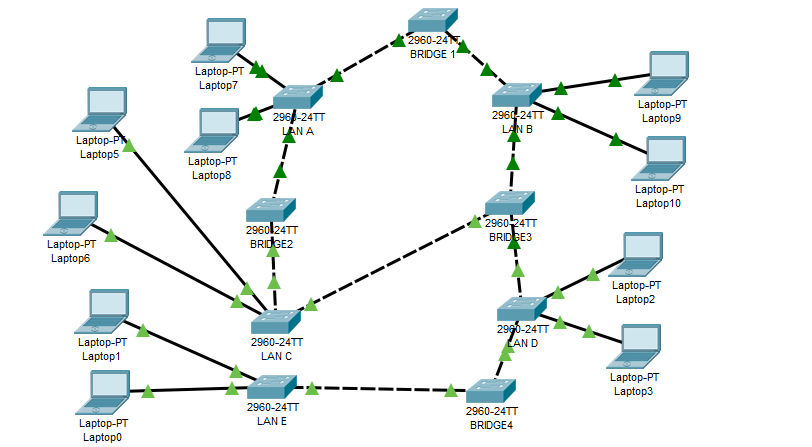 2960-24TT
BRIDGE 1
Laptop-PT
Laptop7
2960-24TT
LAN A
2960-24TT
LAN B
Laptop-PT
Laptop9
Laptop-PT
Laptop5
Laptop-PT
Laptop8
Laptop-PT
Laptop10
2960-24TT
BRIDGE2
2960-24TT
BRIDGE3
Laptop-PT
Laptop6
Laptop-PT
Laptop2
2960-24TT
LAN C
2960-24TT
LAN D
Laptop-PT
Laptop1
Laptop-PT
Laptop3
2960-24TT
LAN E
2960-24TT
BRIDGE4
Laptop-PT
Laptop0